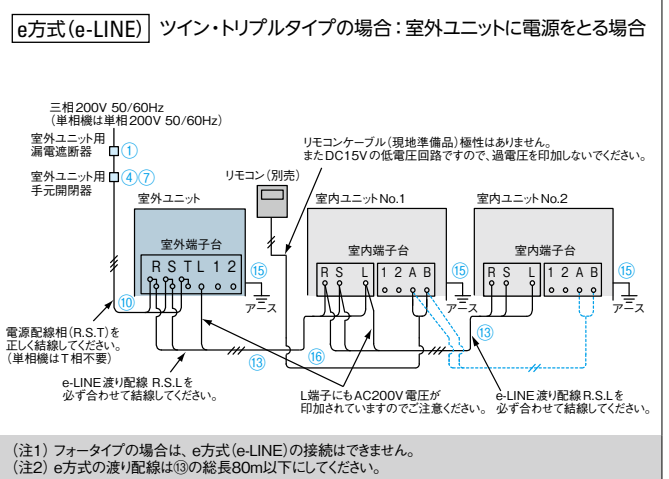 e方式(e-LINE) ツイン・トリプルタイプの場合:室外ユニットに電源をとる場合
三相200V 50/60Hz
(単相機は単相200V 50/60Hz)
室外ユニット用
漏電遮断器
①
室外ユニット用
手元開閉器
④⑦
リモコンケーブル(現地準備品)極性はありません。
またDC15Vの低電圧回路ですので、過電圧を印加しないでください。
リモコン(別売)
室外ユニット
室内ユニットNo.1
室内ユニットNo.2
室外端子台
室内端子台
室内端子台
R S T L 1 2
R S L
1 2 A B
R S L
1 2 A B
⑮
⑮
⑮
アース
アース
アース
⑩
⑬
⑯
⑬
電源配線相(R.S.T)を
正しく結線してください。
(単相機はT相不要)
e-LINE渡り配線 R.S.Lを
必ず合わせて結線してください。
L端子にもAC200V電圧が
印加されていますのでご注意ください。
e-LINE渡り配線R.S.Lを
必ず合わせて結線してください。
(注1) フォータイプの場合は、e方式(e-LINE)の接続はできません。
(注2) e方式の渡り配線は⑬の総長80m以下にしてください。